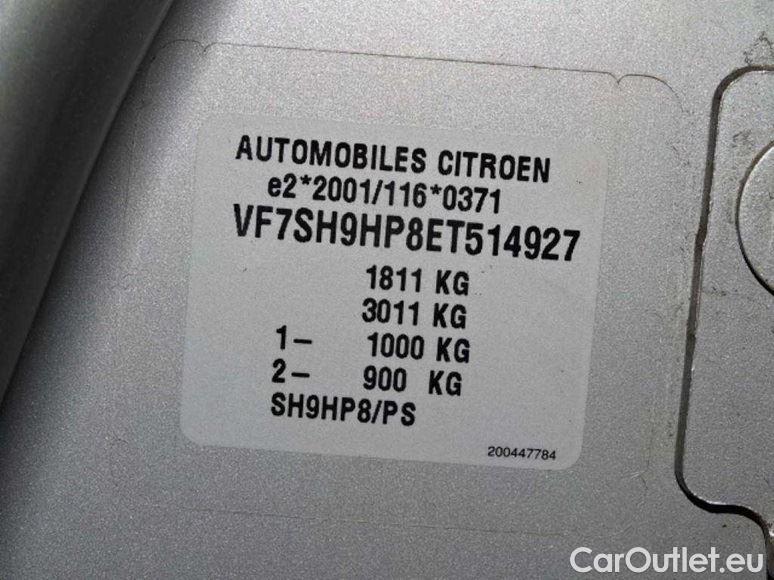 AUTOMOBILES CITROEN
e2*2001/116*0371
VF7SH9HP8ET514927
1811 KG
3011 KG
1- 1000 KG
2- 900 KG
SH9HP8/PS
200447784
CarOutlet.eu